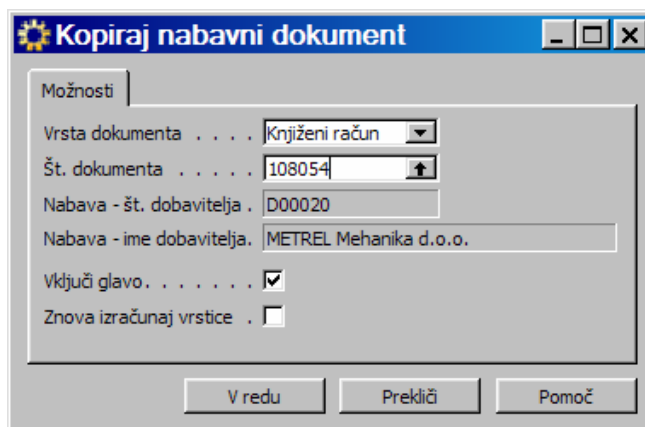 Kopiraj nabavni dokument
Možnosti
Vrsta dokumenta . . . . Knjiženi račun
Št. dokumenta . . . . . 108054
Nabava - št. dobavitelja . D00020
Nabava - ime dobavitelja. METREL Mehanika d.o.o.
Vključi glavo. . . . . . .
Znova izračunaj vrstice .
V redu Prekliči Pomoč